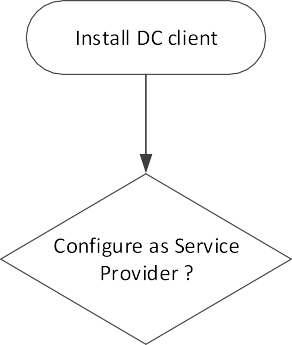 Install DC client
Configure as Service
Provider ?